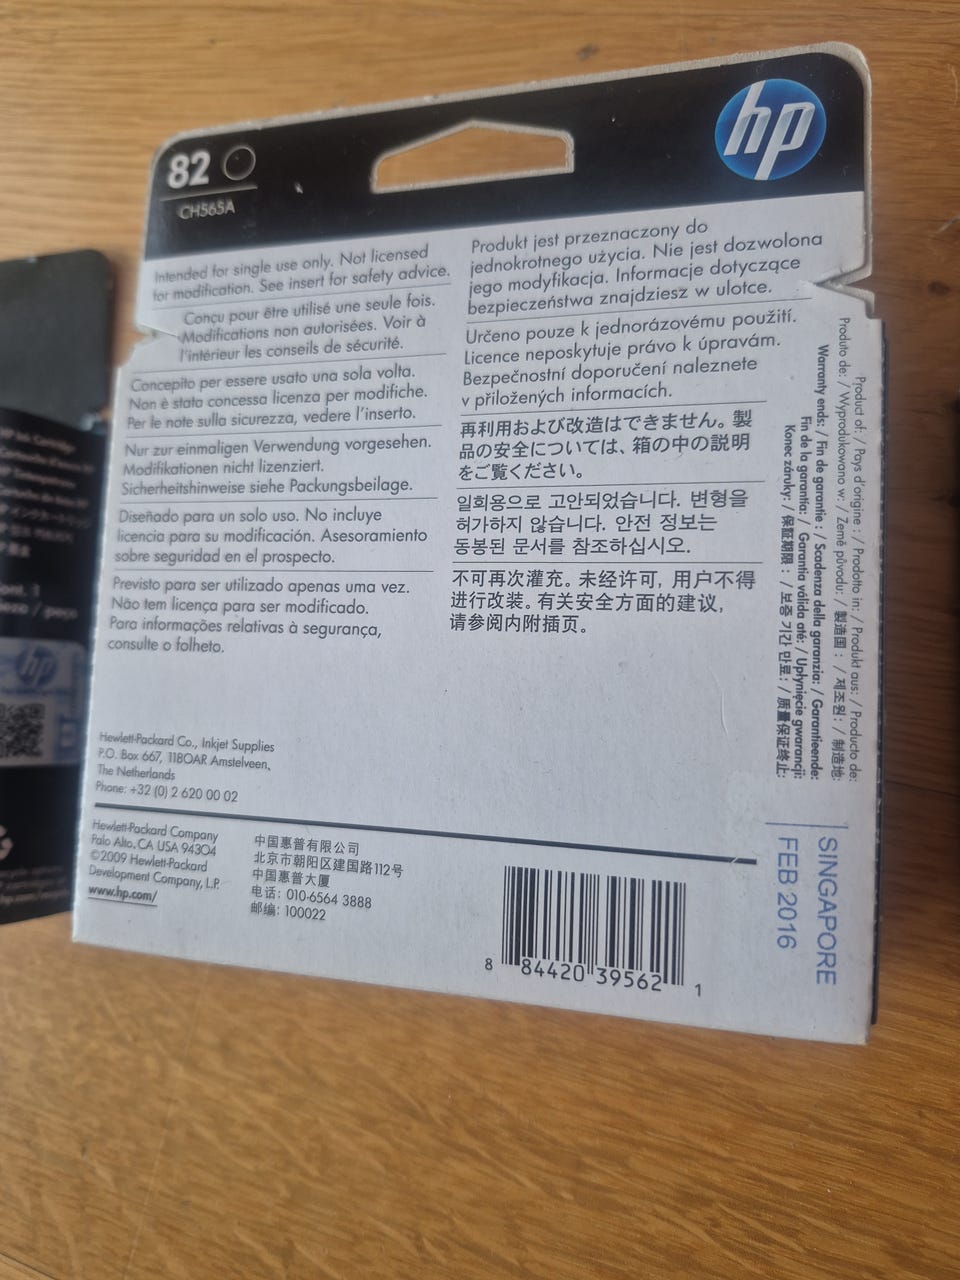 82
CH565A
hp
Intended for single use only. Not licensed
for modification. See insert for safety advice.
Conçu pour être utilisé une seule fois.
Modifications non autorisées. Voir à
l'intérieur les conseils de sécurité.
Concepito per essere usato una sola volta.
Non è stata concessa licenza per modifiche.
Per le note sulla sicurezza, vedere l'inserto.
Nur zur einmaligen Verwendung vorgesehen.
Modifikationen nicht lizenziert.
Sicherheitshinweise siehe Packungsbeilage.
Diseñado para un solo uso. No incluye
licencia para su modificación. Asesoramiento
sobre seguridad en el prospecto.
Previsto para ser utilizado apenas uma vez.
Não tem licença para ser modificado.
Para informações relativas à segurança,
consulte o folheto.
Produkt jest przeznaczony do
jednokrotnego użycia. Nie jest dozwolona
jego modyfikacja. Informacje dotyczące
bezpieczeństwa znajdziesz w ulotce.
Určeno pouze k jednorázovému použití.
Licence neposkytuje právo k úpravám.
Bezpečnostní doporučení naleznete
v přiložených informacích.
再利用および改造はできません。製
品の安全については、箱の中の説明
をご覧ください。
일회용으로 고안되었습니다. 변형을
허가하지 않습니다. 안전 정보는
동봉된 문서를 참조하십시오.
不可再次灌充。未经许可，用户不得
进行改装。有关安全方面的建议，
请参阅内附插页。
Product of: / Pays d'origine : / Prodotto in: / Produkt aus: / Producto de:
Produto de: / Wyprodukowano w: / Země původu: / 製造国： / 제조원: / 制造地:
Warranty ends: / Fin de garantie : / Scadenza della garanzia: / Garantieende:
Fin de la garantía: / Garantia válida até: / Upłynięcie gwarancji:
Konec záruky: / 保証期限： / 보증 기간 만료: / 质量保证终止:
SINGAPORE
FEB 2016
Hewlett-Packard Co., Inkjet Supplies
P.O. Box 667, 118OAR Amstelveen,
The Netherlands
Phone: +32 (0) 2 620 00 02
Hewlett-Packard Company
Palo Alto, CA USA 94304
©2009 Hewlett-Packard
Development Company, L.P.
www.hp.com/
中国惠普有限公司
北京市朝阳区建国路112号
中国惠普大厦
电话: 010-6564 3888
邮编: 100022
8 84420 39562 1
HP Ink Cartridge
hp